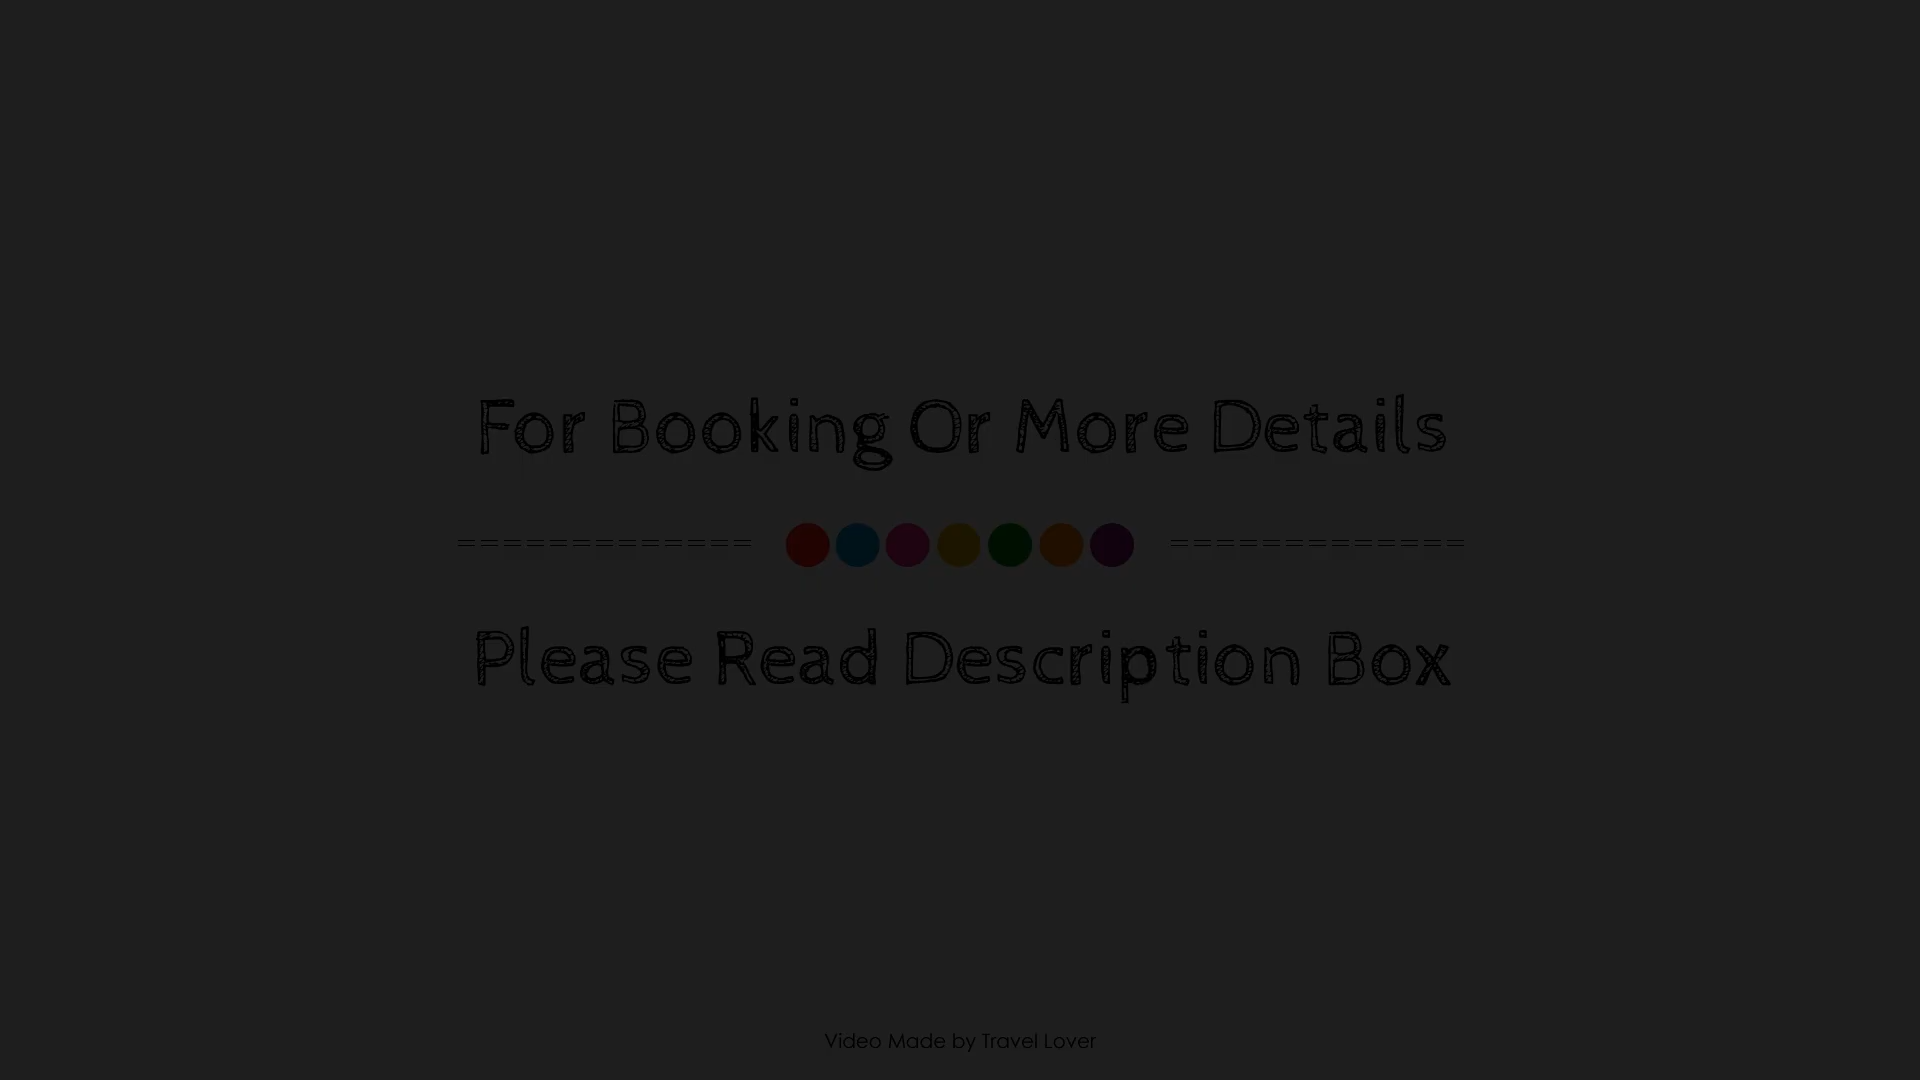 For Booking Or More Details
============= =============
Please Read Description Box
Video Made by Travel Lover